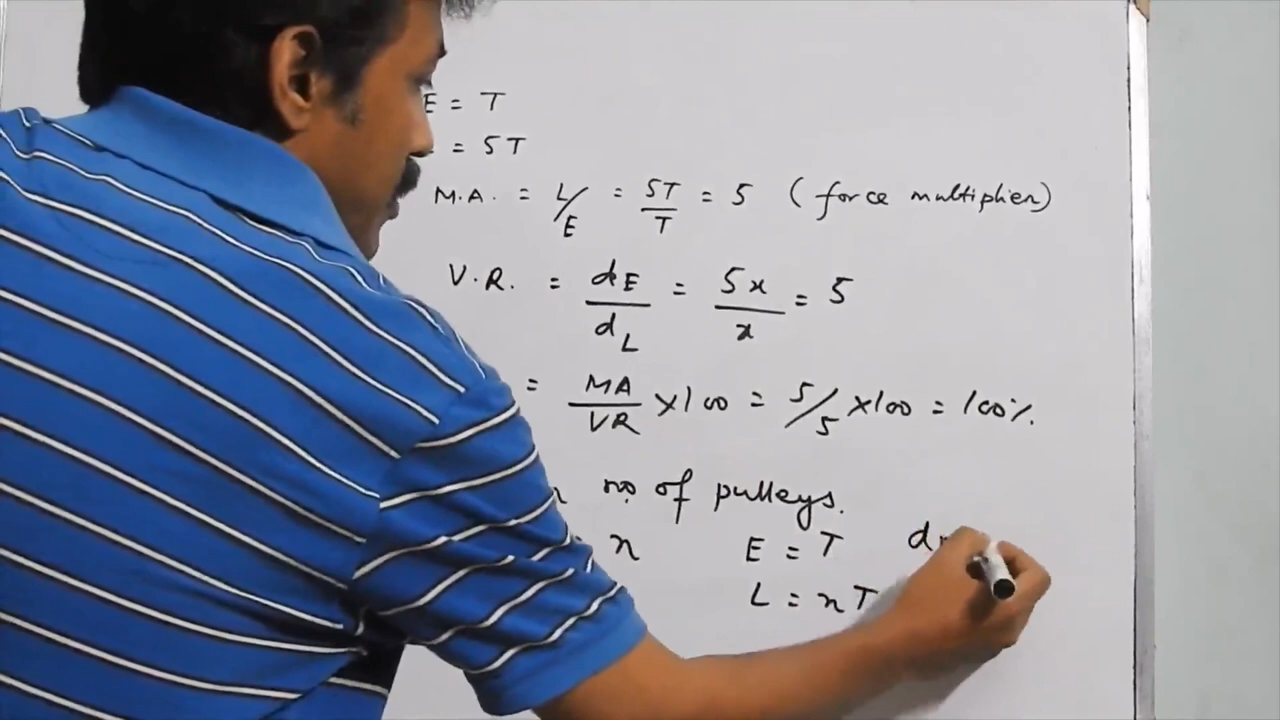 E = T
= 5T
M.A. = L/E = 5T/T = 5 (force multiplier)
V.R. = dE/dL = 5x/x = 5
= MA/VR x100 = 5/5 x100 = 100%
n no of pulleys.
n E = T d
L = nT